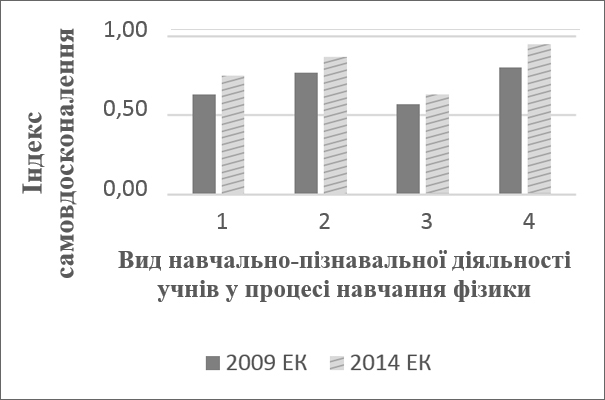 Індекс
самовдосконалення
1,00
0,50
0,00
1 2 3 4
Вид навчально-пізнавальної діяльності
учнів у процесі навчання фізики
2009 ЕК 2014 ЕК